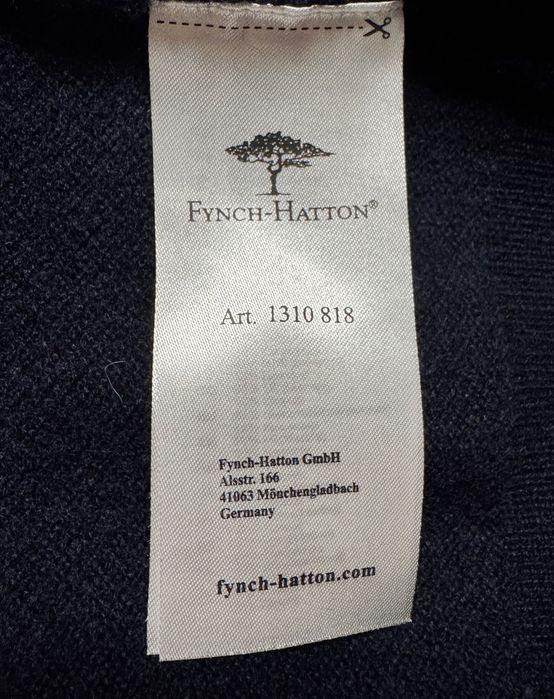 FYNCH-HATTON®
Art. 1310 818
Fynch-Hatton GmbH
Alsstr. 166
41063 Mönchengladbach
Germany
fynch-hatton.com